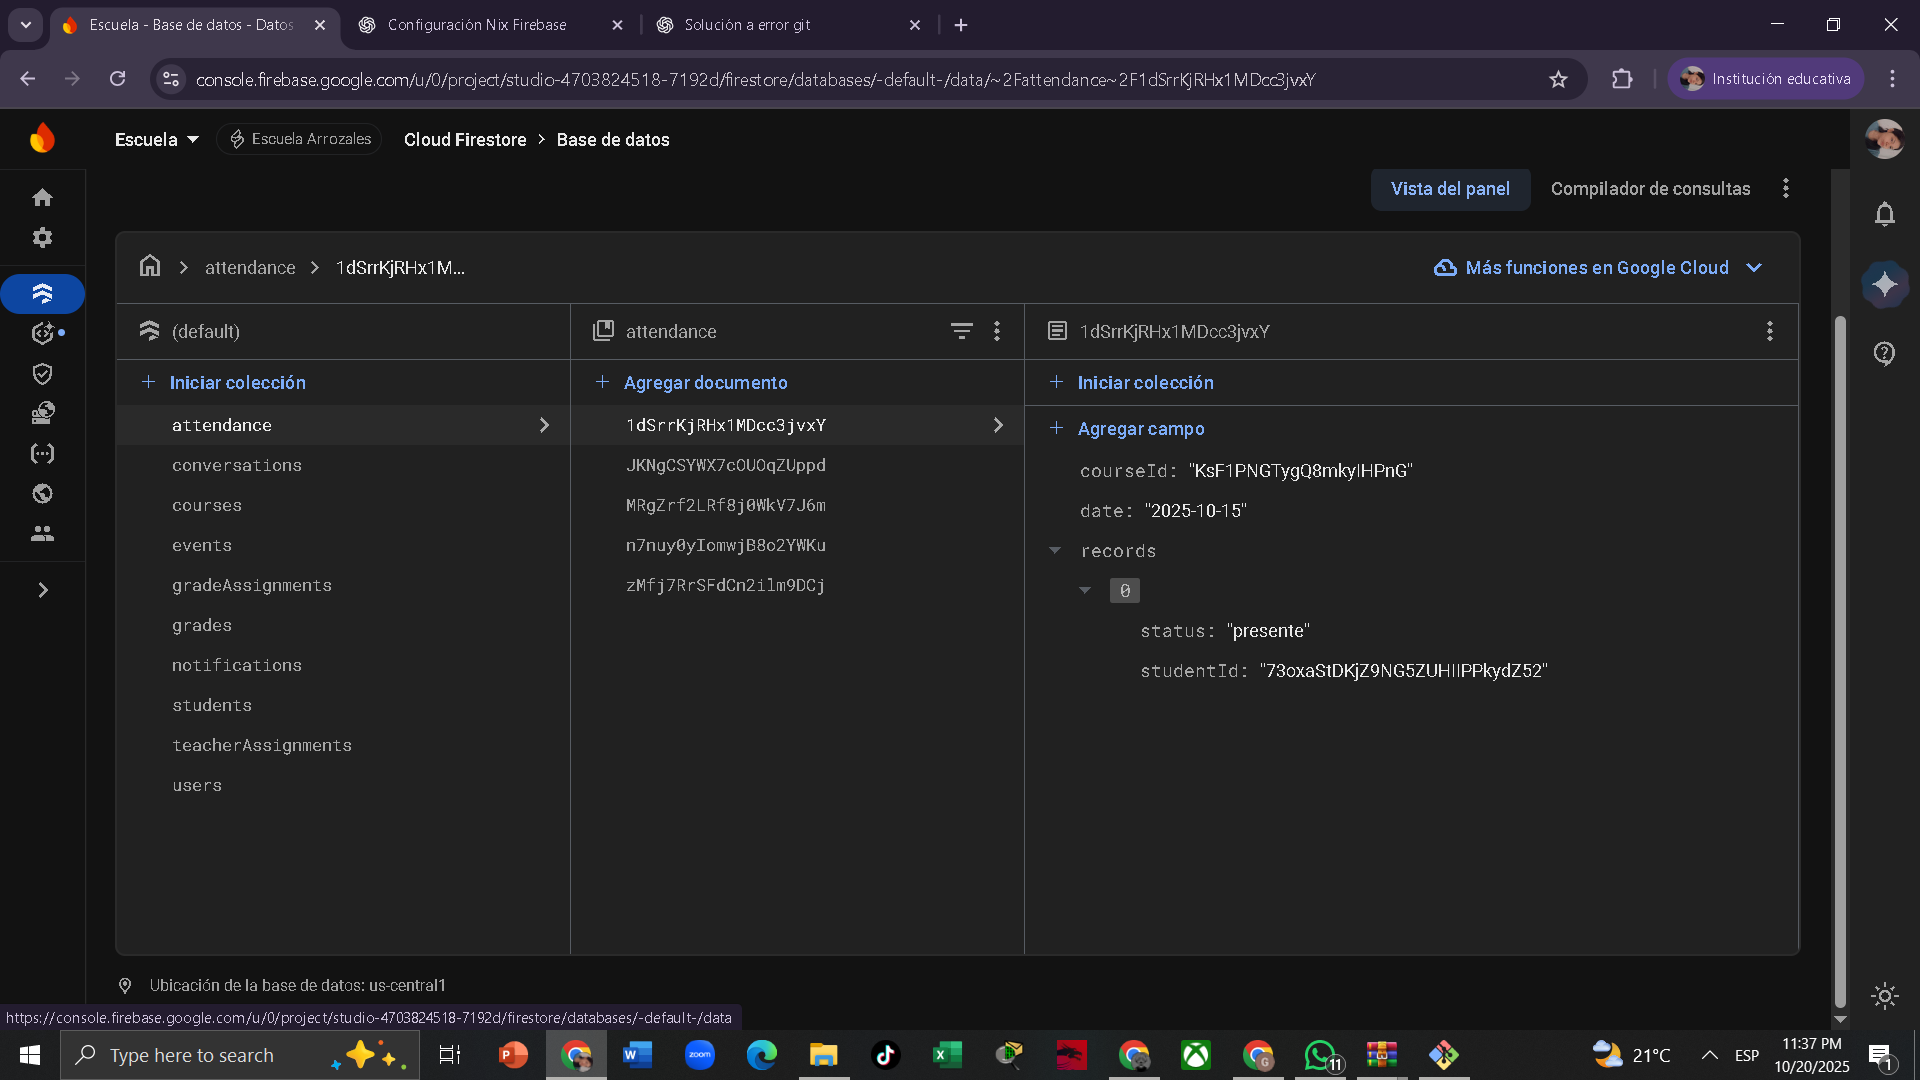 Escuela - Base de datos - Datos
Configuración Nix Firebase
Solución a error git
console.firebase.google.com/u/0/project/studio-4703824518-7192d/firestore/databases/-default-/data/~2Fattendance~2F1dSrrKjRHx1MDcc3jvxY
Institución educativa
Escuela
Escuela Arrozales
Cloud Firestore > Base de datos
Vista del panel
Compilador de consultas
attendance
1dSrrKjRHx1M...
Más funciones en Google Cloud
(default)
attendance
1dSrrKjRHx1MDcc3jvxY
+ Iniciar colección
+ Agregar documento
+ Iniciar colección
attendance
conversations
courses
events
gradeAssignments
grades
notifications
students
teacherAssignments
users
1dSrrKjRHx1MDcc3jvxY
JKNgCSYWX7cOUOqZUppd
MRgZrf2LRf8j0WkV7J6m
n7nuy0yIomwjB8o2YWKu
zMfj7RrSFdCn2ilm9DCj
+ Agregar campo
courseId: "KsF1PNGTygQ8mkyIHPnG"
date: "2025-10-15"
records
0
status: "presente"
studentId: "73oxaStDKjZ9NG5ZUHIIPPkydZ52"
Ubicación de la base de datos: us-central1
https://console.firebase.google.com/u/0/project/studio-4703824518-7192d/firestore/databases/-default-/data
Type here to search
zoom
11
21°C
ESP
11:37 PM
10/20/2025
1